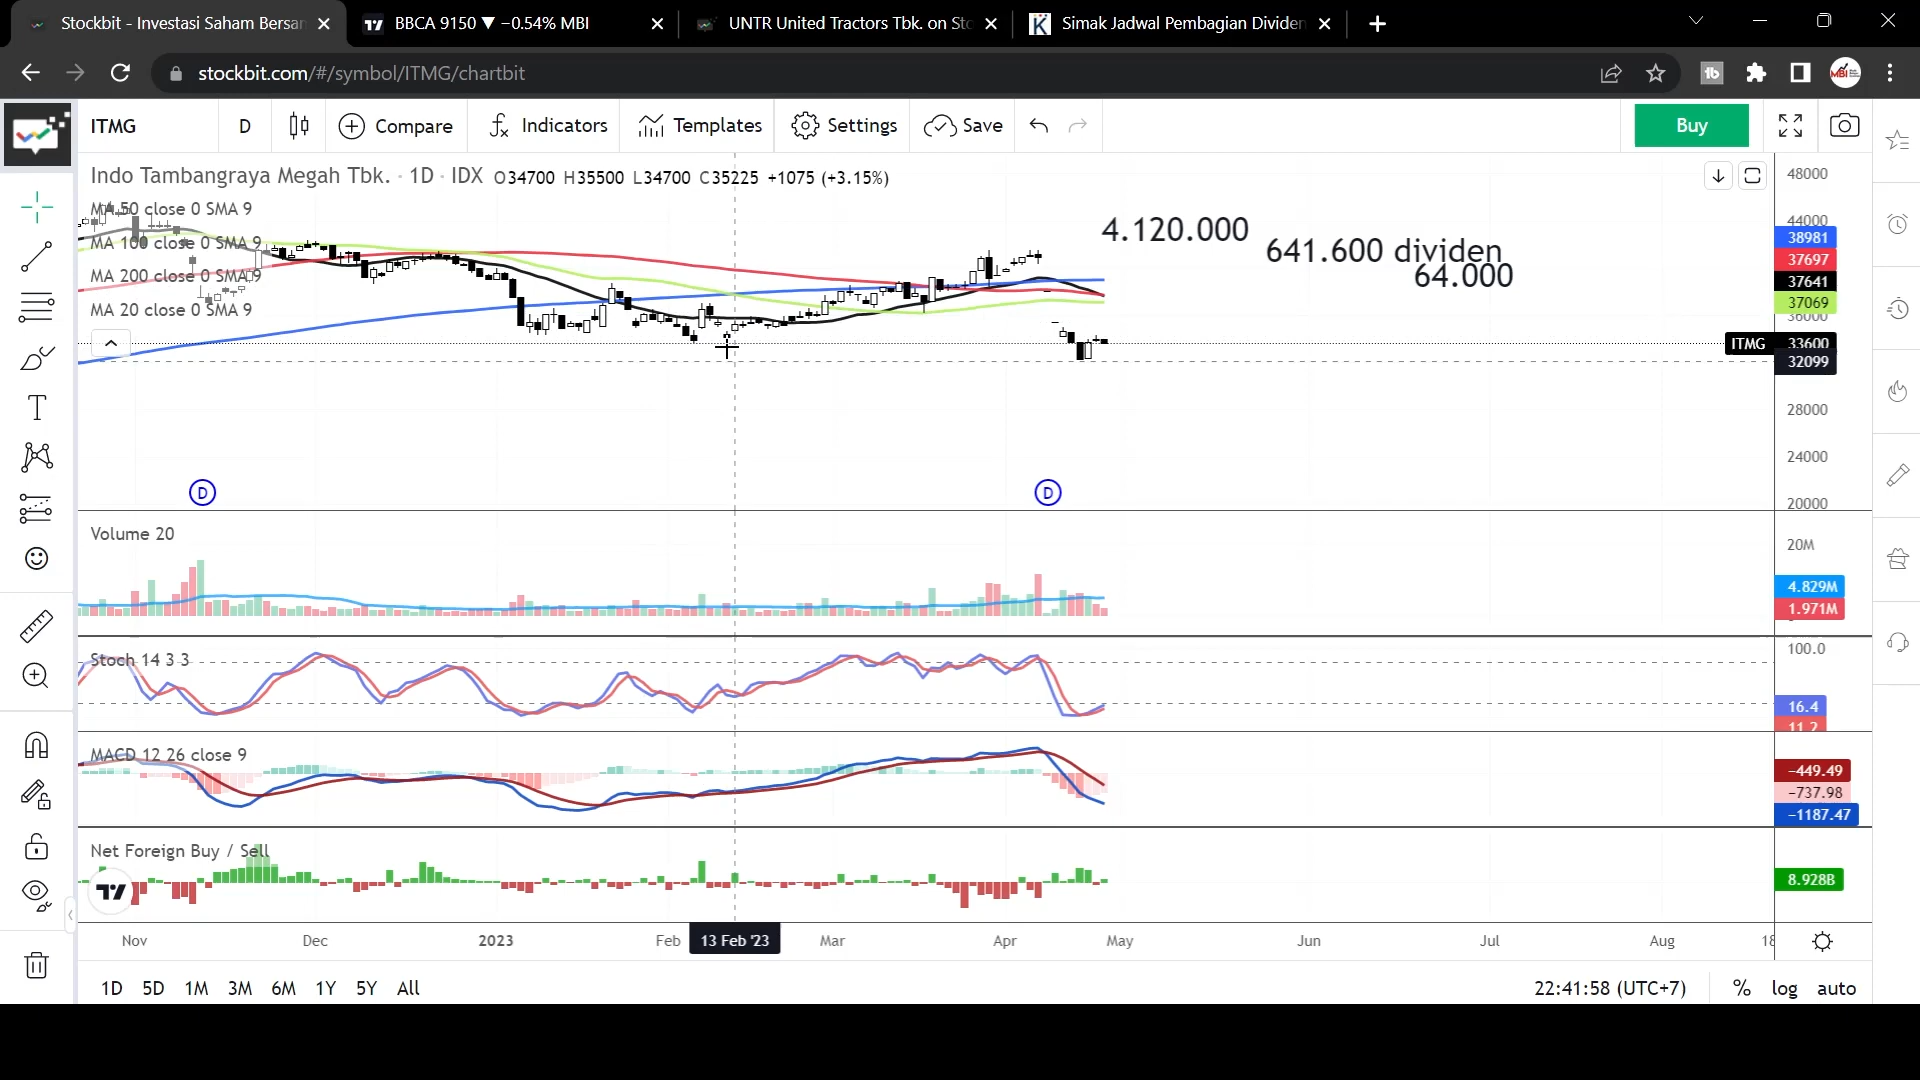 Stockbit - Investasi Saham Bersar
BBCA 9150 ▼ −0.54% MBI
UNTR United Tractors Tbk. on Sto
Simak Jadwal Pembagian Dividen
stockbit.com/#/symbol/ITMG/chartbit
ITMG
D
Compare
Indicators
Templates
Settings
Save
Buy
Indo Tambangraya Megah Tbk. · 1D · IDX O34700 H35500 L34700 C35225 +1075 (+3.15%)
MA 50 close 0 SMA 9
MA 100 close 0 SMA 9
MA 200 close 0 SMA 9
MA 20 close 0 SMA 9
4.120.000
641.600 dividen
64.000
48000
44000
38981
37697
37641
37069
36000
ITMG 33600
32099
28000
24000
20000
D
D
Volume 20
20M
4.829M
1.971M
Stoch 14 3 3
100.0
16.4
11.2
MACD 12 26 close 9
−449.49
−737.98
−1187.47
Net Foreign Buy / Sell
8.928B
Nov
Dec
2023
Feb
13 Feb '23
Mar
Apr
May
Jun
Jul
Aug
18
1D 5D 1M 3M 6M 1Y 5Y All
22:41:58 (UTC+7)
% log auto